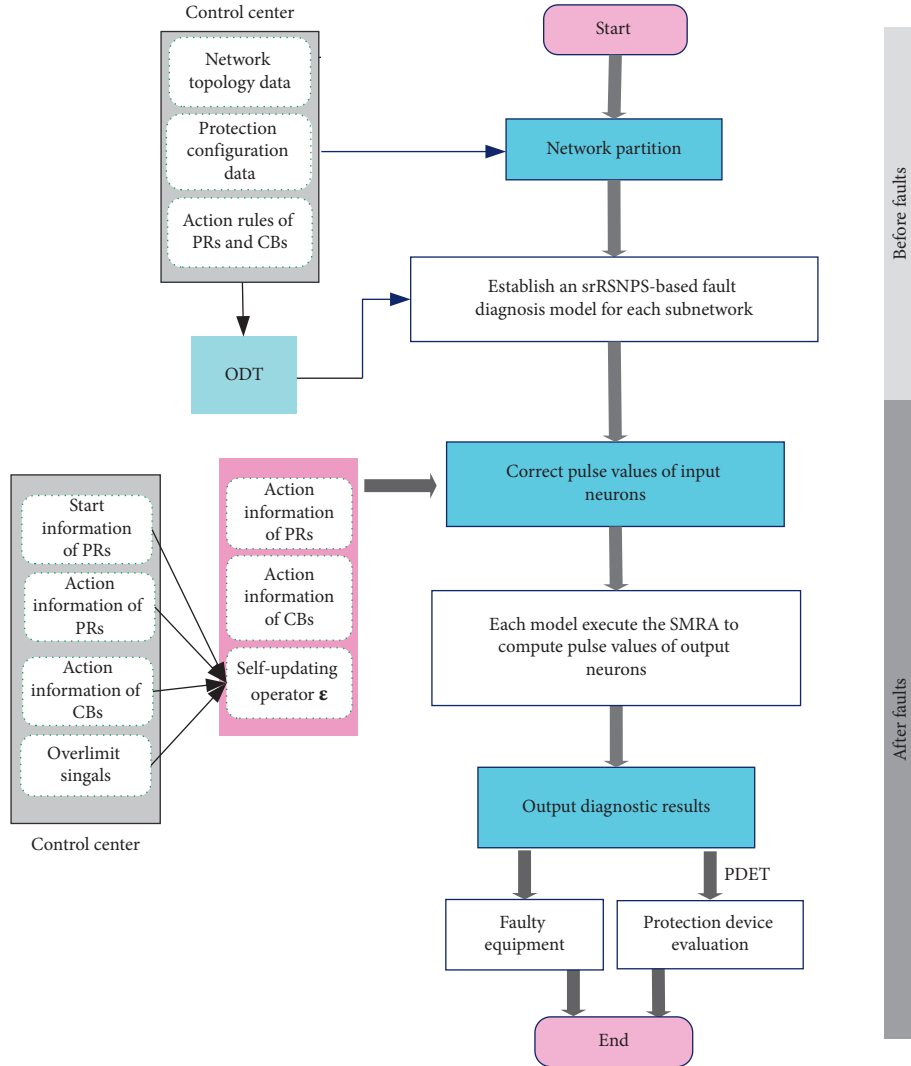 Control center
Network
topology data
Protection
configuration
data
Action rules of
PRs and CBs
ODT
Start
Network partition
Establish an srRSNPS-based fault
diagnosis model for each subnetwork
Before faults
Start
information
of PRs
Action
information of
PRs
Action
information of
CBs
Overlimit
singals
Control center
Action
information
of PRs
Action
information
of CBs
Self-updating
operator ε
Correct pulse values of input
neurons
Each model execute the SMRA to
compute pulse values of output
neurons
Output diagnostic results
PDET
Faulty
equipment
Protection device
evaluation
End
After faults